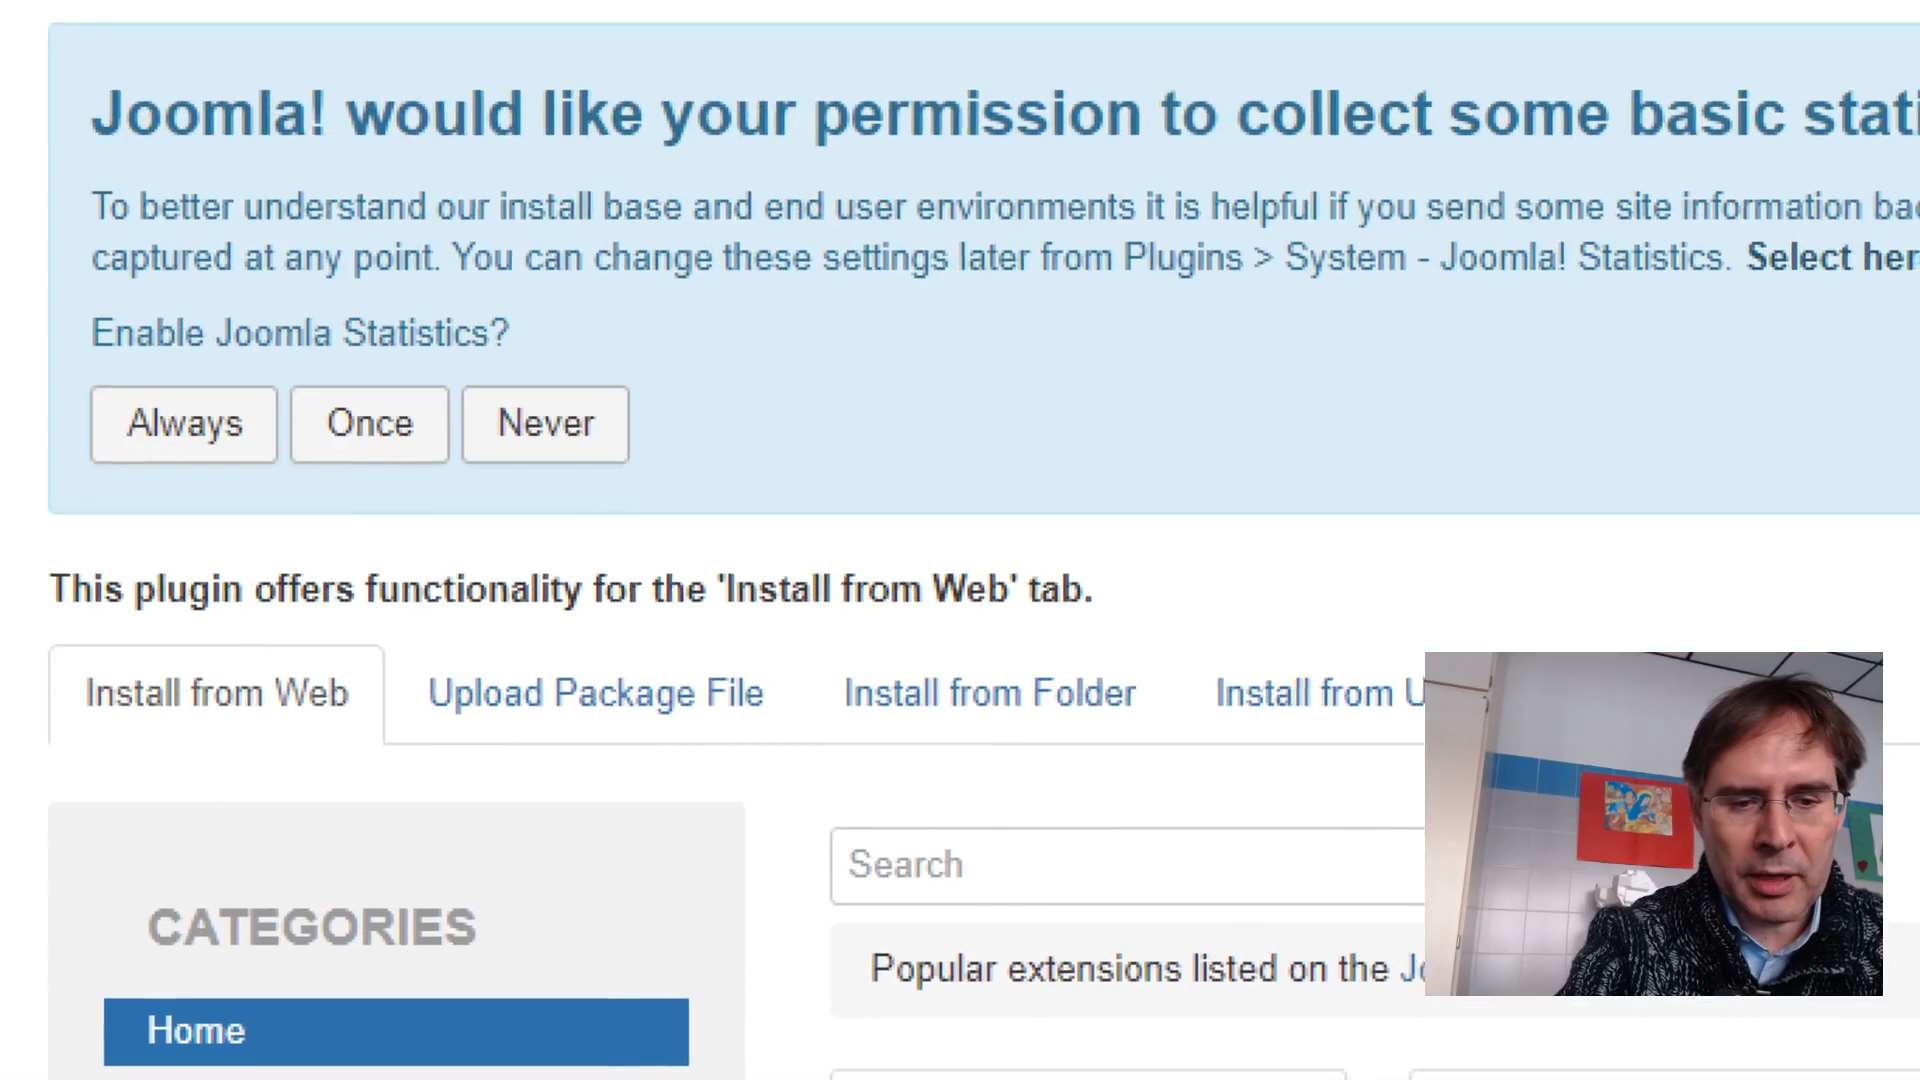 Joomla! would like your permission to collect some basic
To better understand our install base and end user environments it is helpful if you send some site information
captured at any point. You can change these settings later from Plugins > System - Joomla! Statistics. Select
Enable Joomla Statistics?
Always Once Never
This plugin offers functionality for the 'Install from Web' tab.
Install from Web Upload Package File Install from Folder Install from
Search
CATEGORIES
Popular extensions listed on the
Home